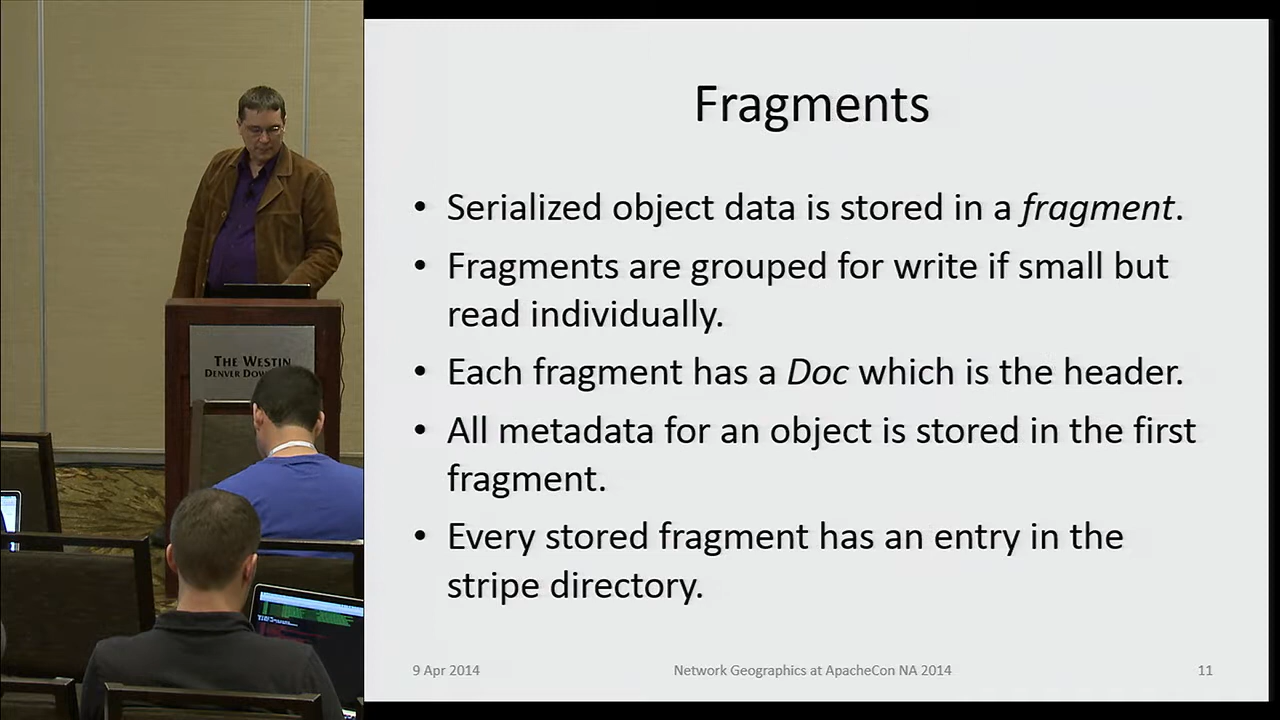 Fragments
• Serialized object data is stored in a fragment.
• Fragments are grouped for write if small but
read individually.
• Each fragment has a Doc which is the header.
• All metadata for an object is stored in the first
fragment.
• Every stored fragment has an entry in the
stripe directory.
9 Apr 2014
Network Geographics at ApacheCon NA 2014
11
THE WESTIN
DENVER